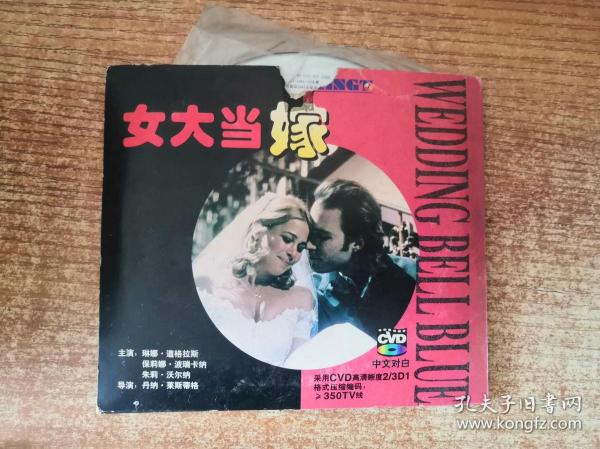 女大当嫁
WEDDING BELL BLUE
主演：琳娜·道格拉斯
保莉娜·波瑞卡纳
朱莉·沃尔纳
导演：丹纳·莱斯蒂格
CVD
中文对白
采用CVD高清晰度2/3D1
格式压缩编码，
≥350TV线
孔夫子旧书网
www.kongfz.com